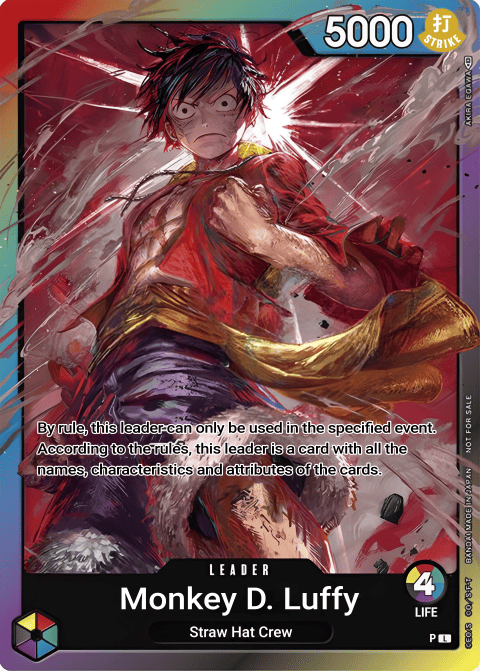 5000
打
STRIKE
AKIRA EGAWA
By rule, this leader can only be used in the specified event.
According to the rules, this leader is a card with all the
names, characteristics and attributes of the cards.
BANDAI MADE IN JAPAN NOT FOR SALE
LEADER
Monkey D. Luffy
Straw Hat Crew
4
LIFE
P L